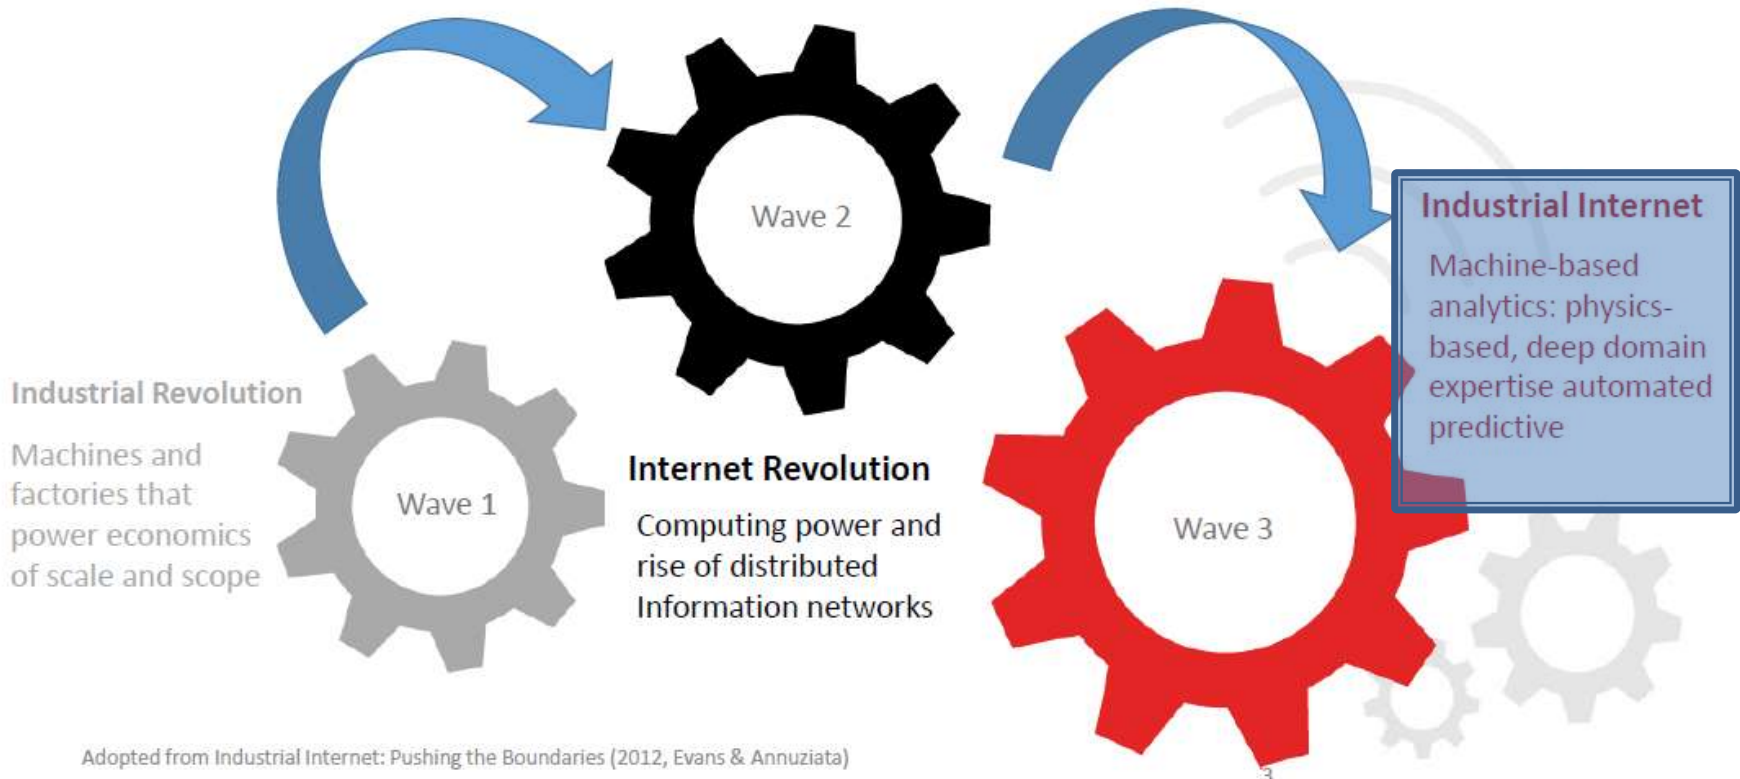 Industrial Revolution
Machines and
factories that
power economics
of scale and scope
Wave 1
Wave 2
Internet Revolution
Computing power and
rise of distributed
Information networks
Wave 3
Industrial Internet
Machine-based
analytics: physics-
based, deep domain
expertise automated
predictive
Adopted from Industrial Internet: Pushing the Boundaries (2012, Evans & Annuziata)
3